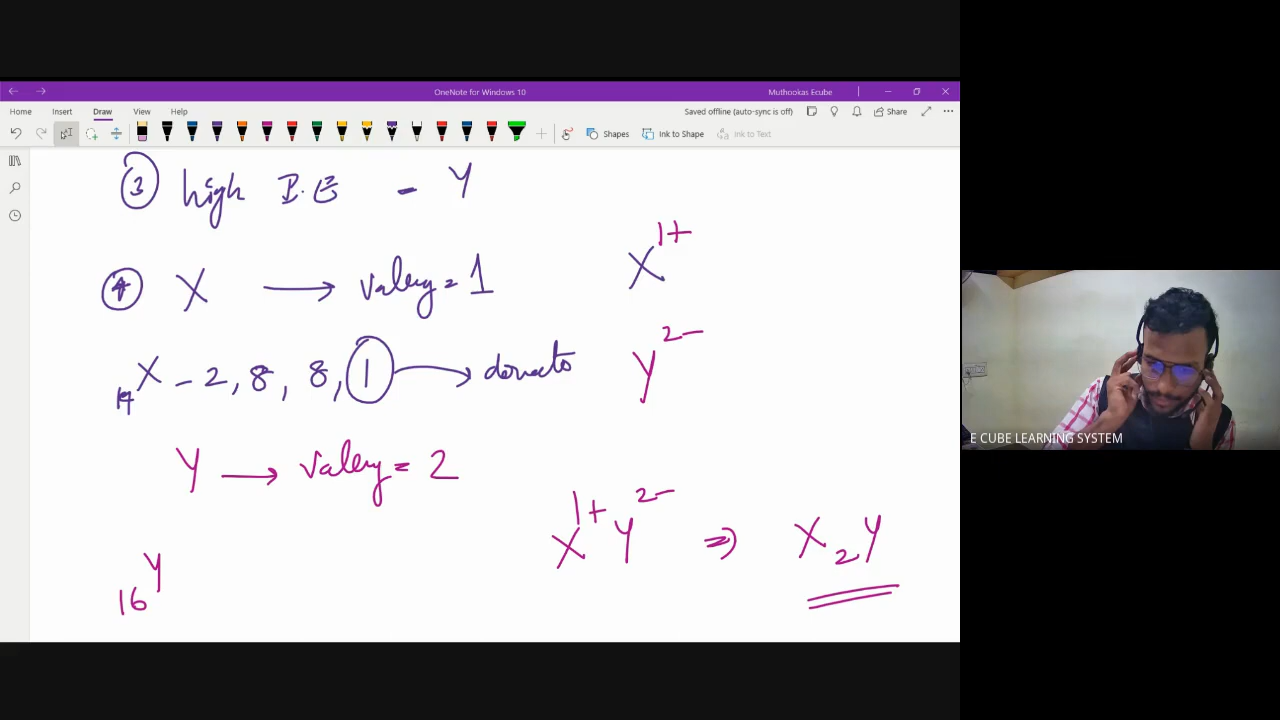 OneNote for Windows 10
Muthookas Ecube
Home Insert Draw View Help
Saved offline (auto-sync is off)
Share
Shapes
Ink to Shape
Ink to Text
3 high I.E - Y
4 X → valency = 1
X¹⁺
X - 2, 8, 8, 1 →
Y²⁻
Y → valency = 2
X¹⁺ Y²⁻ ⇒ X₂Y
₁₆Y
E CUBE LEARNING SYSTEM